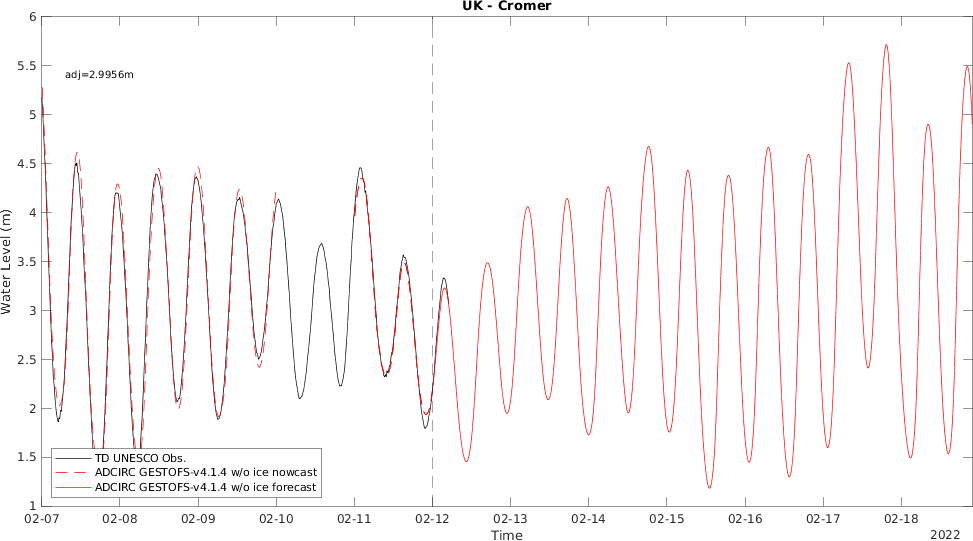 UK - Cromer
6
5.5
5
4.5
4
3.5
3
2.5
2
1.5
1
Water Level (m)
adj=2.9956m
TD UNESCO Obs.
ADCIRC GESTOFS-v4.1.4 w/o ice nowcast
ADCIRC GESTOFS-v4.1.4 w/o ice forecast
02-07 02-08 02-09 02-10 02-11 02-12 02-13 02-14 02-15 02-16 02-17 02-18
Time
2022